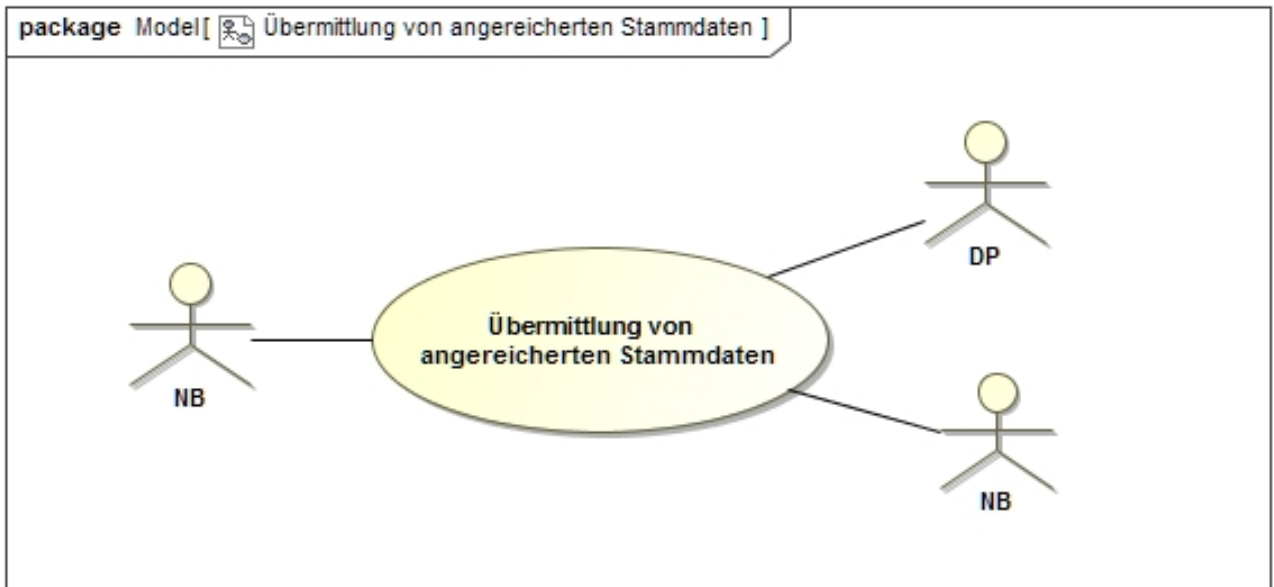 package Model[ Übermittlung von angereicherten Stammdaten ]
DP
Übermittlung von
angereicherten Stammdaten
NB
NB